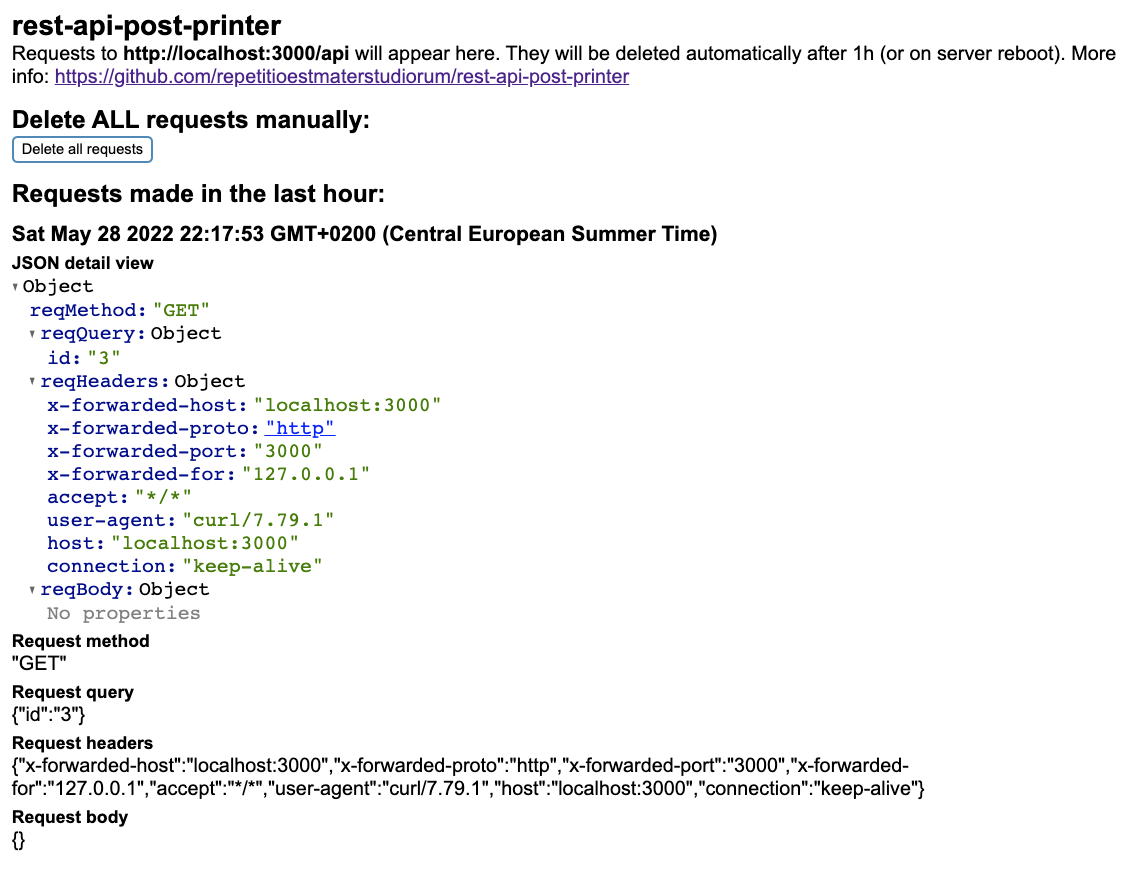 rest-api-post-printer
Requests to http://localhost:3000/api will appear here. They will be deleted automatically after 1h (or on server reboot). More
info: https://github.com/repetitioestmaterstudiorum/rest-api-post-printer
Delete ALL requests manually:
Delete all requests
Requests made in the last hour:
Sat May 28 2022 22:17:53 GMT+0200 (Central European Summer Time)
JSON detail view
Object
reqMethod: "GET"
reqQuery: Object
id: "3"
reqHeaders: Object
x-forwarded-host: "localhost:3000"
x-forwarded-proto: "http"
x-forwarded-port: "3000"
x-forwarded-for: "127.0.0.1"
accept: "*/*"
user-agent: "curl/7.79.1"
host: "localhost:3000"
connection: "keep-alive"
reqBody: Object
No properties
Request method
"GET"
Request query
{"id":"3"}
Request headers
{"x-forwarded-host":"localhost:3000","x-forwarded-proto":"http","x-forwarded-port":"3000","x-forwarded-
for":"127.0.0.1","accept":"*/*","user-agent":"curl/7.79.1","host":"localhost:3000","connection":"keep-alive"}
Request body
{}